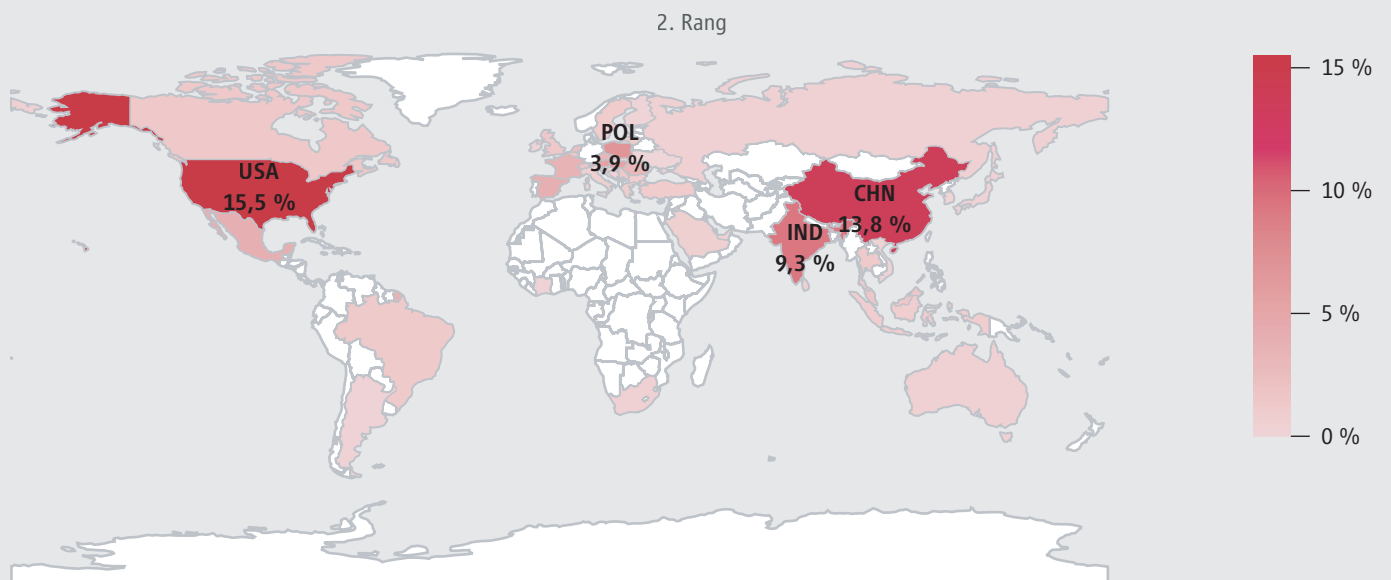 2. Rang
15 %
10 %
5 %
0 %
POL
3,9 %
USA
15,5 %
CHN
13,8 %
IND
9,3 %